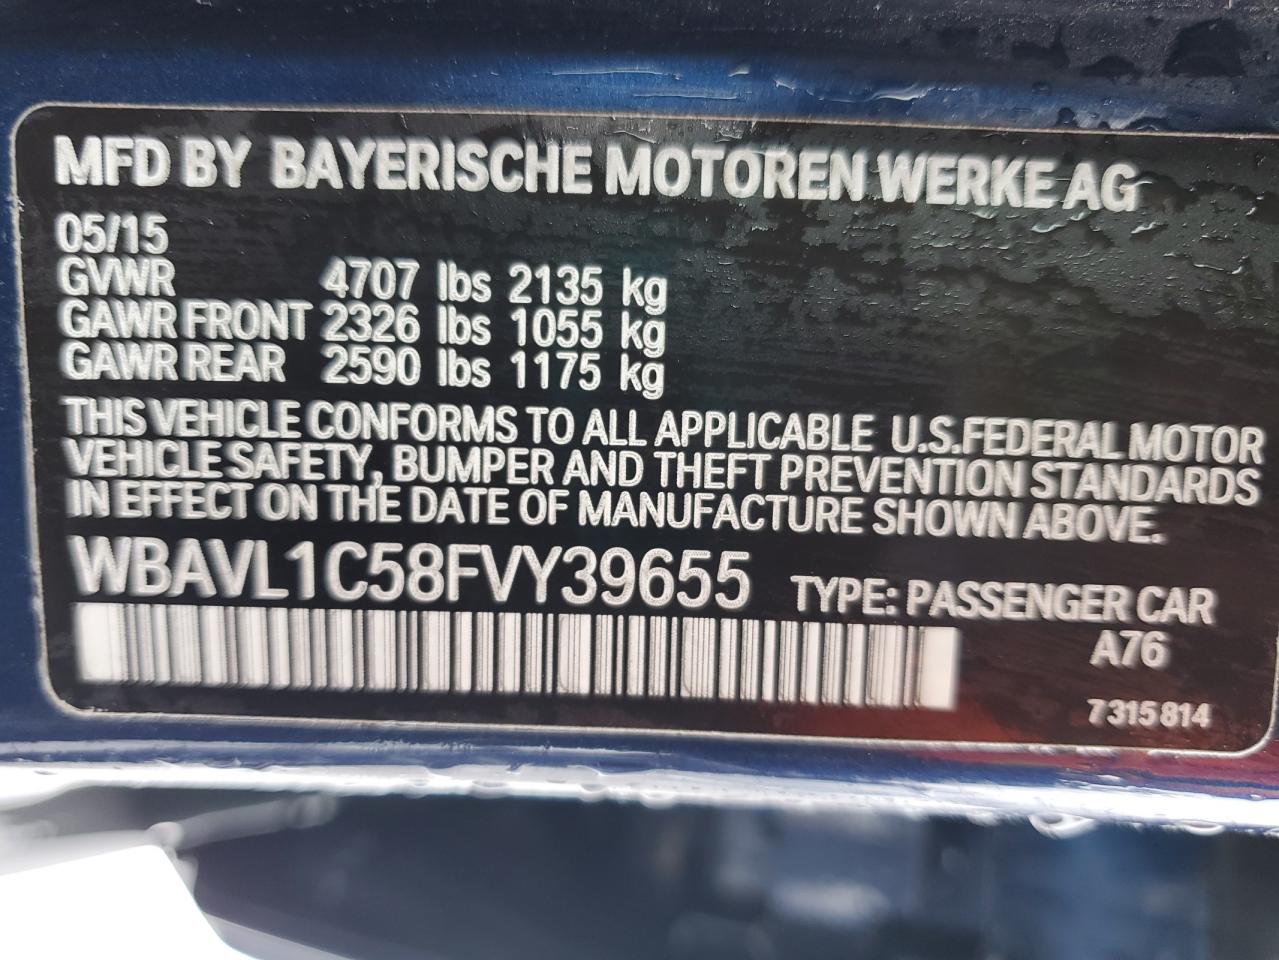 MFD BY BAYERISCHE MOTOREN WERKE AG
05/15
GVWR 4707 lbs 2135 kg
GAWR FRONT 2326 lbs 1055 kg
GAWR REAR 2590 lbs 1175 kg
THIS VEHICLE CONFORMS TO ALL APPLICABLE U.S.FEDERAL MOTOR
VEHICLE SAFETY, BUMPER AND THEFT PREVENTION STANDARDS
IN EFFECT ON THE DATE OF MANUFACTURE SHOWN ABOVE.
WBAVL1C58FVY39655 TYPE: PASSENGER CAR
A76
7315814